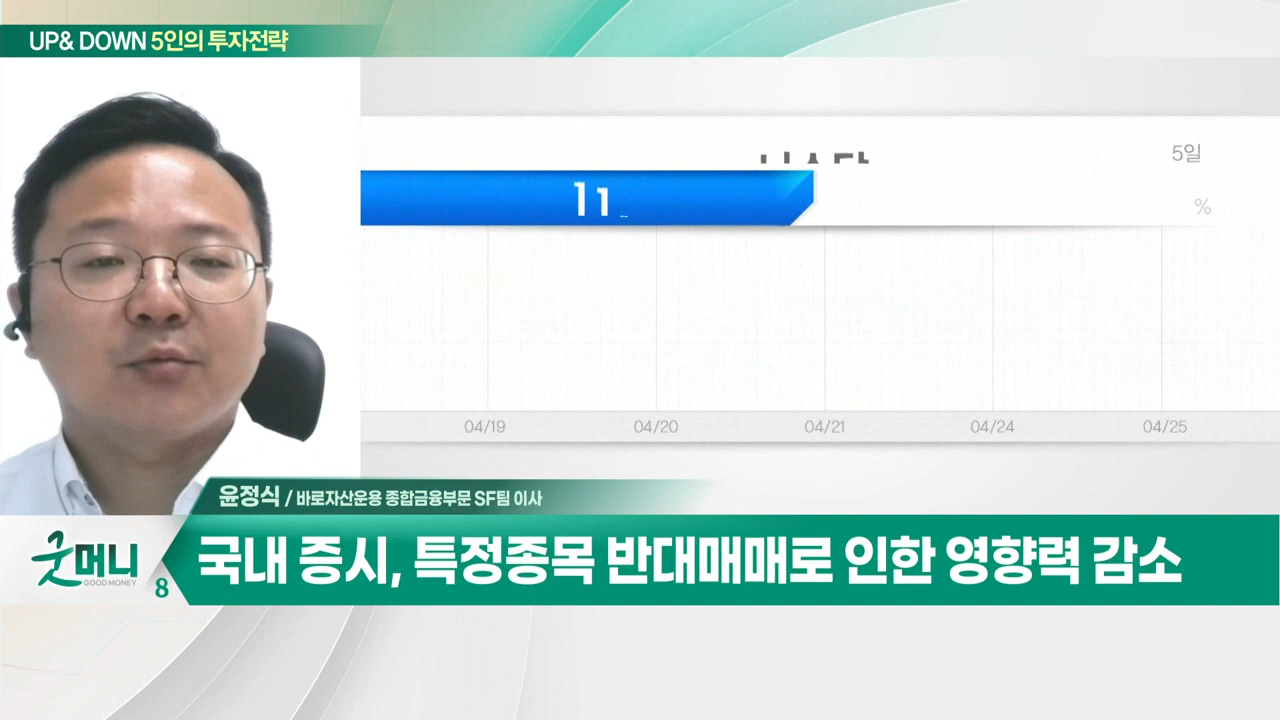 UP& DOWN 5인의 투자전략
5일
%
04/19 04/20 04/21 04/24 04/25
윤정식 / 바로자산운용 종합금융부문 SF팀 이사
굿머니
GOOD MONEY
8
국내 증시, 특정종목 반대매매로 인한 영향력 감소